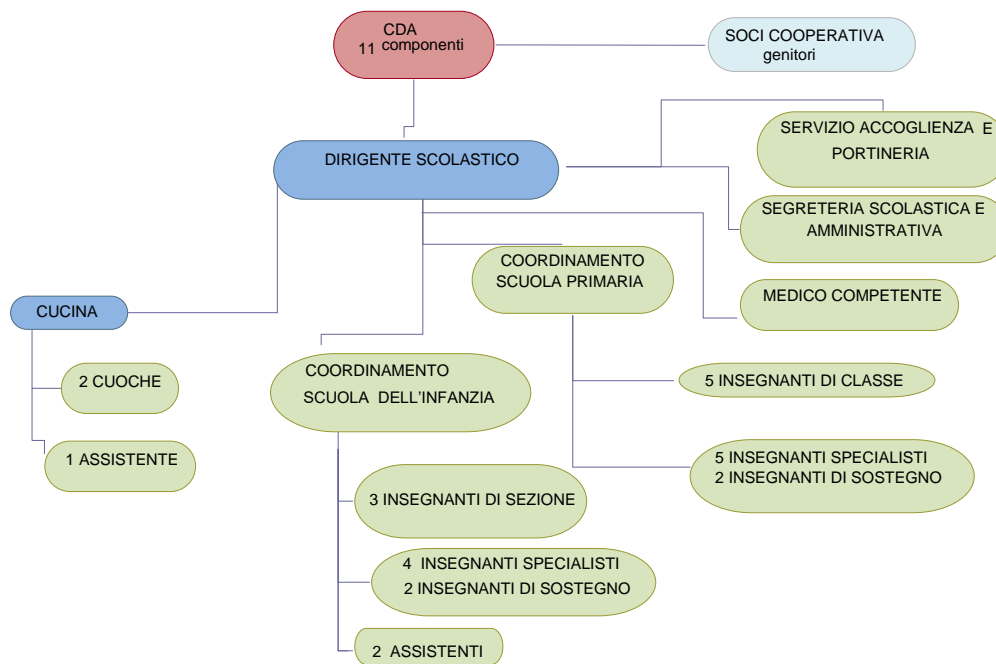 CDA
11 componenti
SOCI COOPERATIVA
genitori
SERVIZIO ACCOGLIENZA E
PORTINERIA
DIRIGENTE SCOLASTICO
SEGRETERIA SCOLASTICA E
AMMINISTRATIVA
COORDINAMENTO
SCUOLA PRIMARIA
MEDICO COMPETENTE
CUCINA
2 CUOCHE
1 ASSISTENTE
COORDINAMENTO
SCUOLA DELL'INFANZIA
5 INSEGNANTI DI CLASSE
5 INSEGNANTI SPECIALISTI
2 INSEGNANTI DI SOSTEGNO
3 INSEGNANTI DI SEZIONE
4 INSEGNANTI SPECIALISTI
2 INSEGNANTI DI SOSTEGNO
2 ASSISTENTI